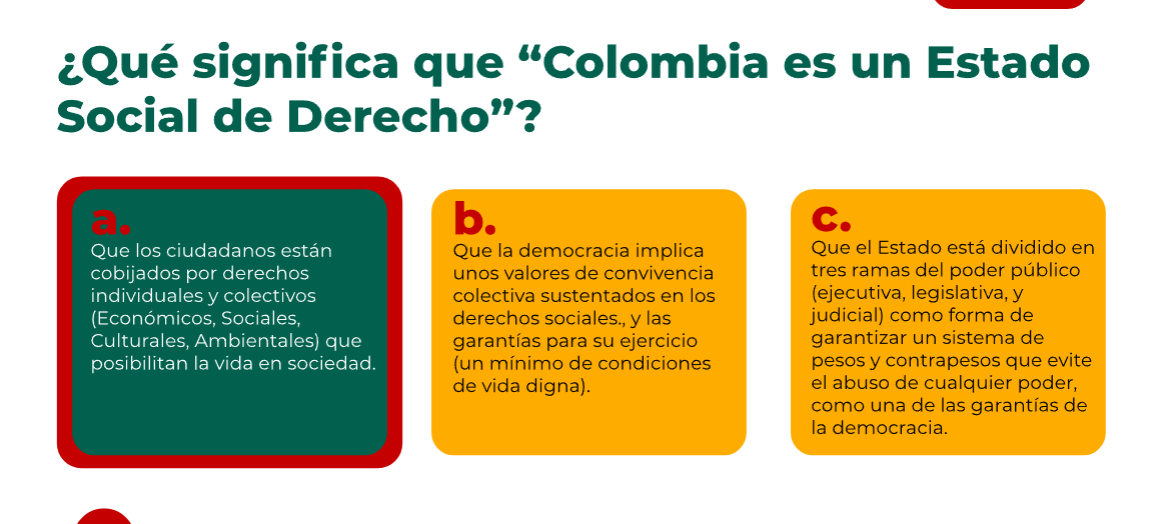 ¿Qué significa que “Colombia es un Estado
Social de Derecho”?
a.
Que los ciudadanos están
cobijados por derechos
individuales y colectivos
(Económicos, Sociales,
Culturales, Ambientales) que
posibilitan la vida en sociedad.
b.
Que la democracia implica
unos valores de convivencia
colectiva sustentados en los
derechos sociales., y las
garantías para su ejercicio
(un mínimo de condiciones
de vida digna).
c.
Que el Estado está dividido en
tres ramas del poder público
(ejecutiva, legislativa, y
judicial) como forma de
garantizar un sistema de
pesos y contrapesos que evite
el abuso de cualquier poder,
como una de las garantías de
la democracia.